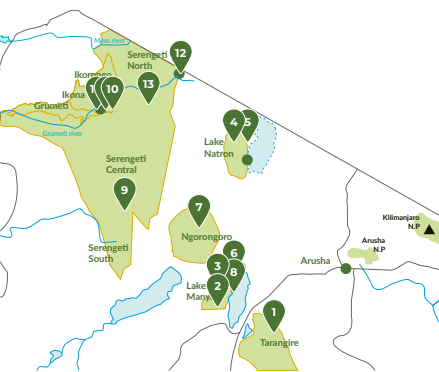 Mara river
Serengeti
North
12
Ikorongo
13
10
Ikona
Grumeti
Grumeti river
4
5
Lake
Natron
Serengeti
Central
9
7
Kilimanjaro
N.P
Ngorongoro
Arusha
N.P
Serengeti
South
6
3
8
Arusha
Lake
2
Many
1
Tarangire